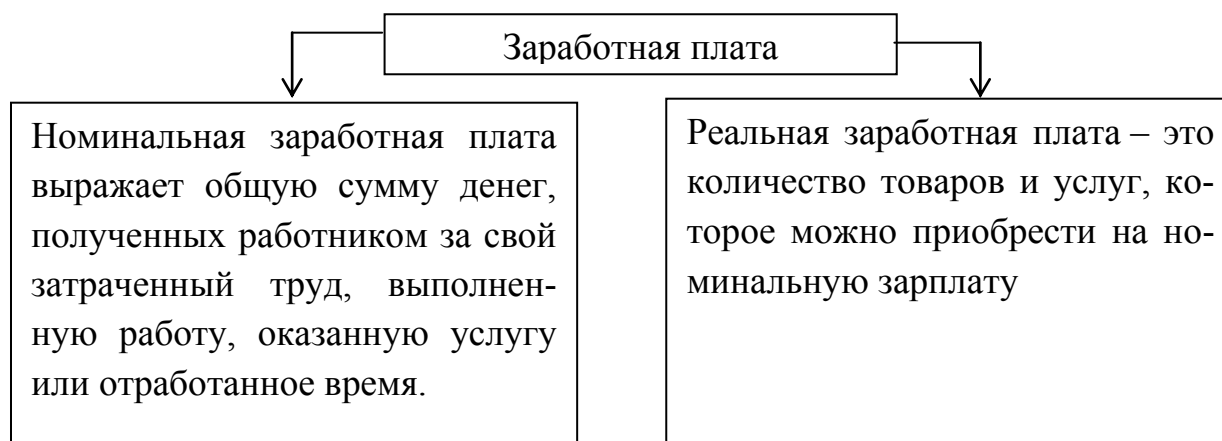 Заработная плата
Номинальная заработная плата
выражает общую сумму денег,
полученных работником за свой
затраченный труд, выполнен-
ную работу, оказанную услугу
или отработанное время.
Реальная заработная плата – это
количество товаров и услуг, ко-
торое можно приобрести на но-
минальную зарплату